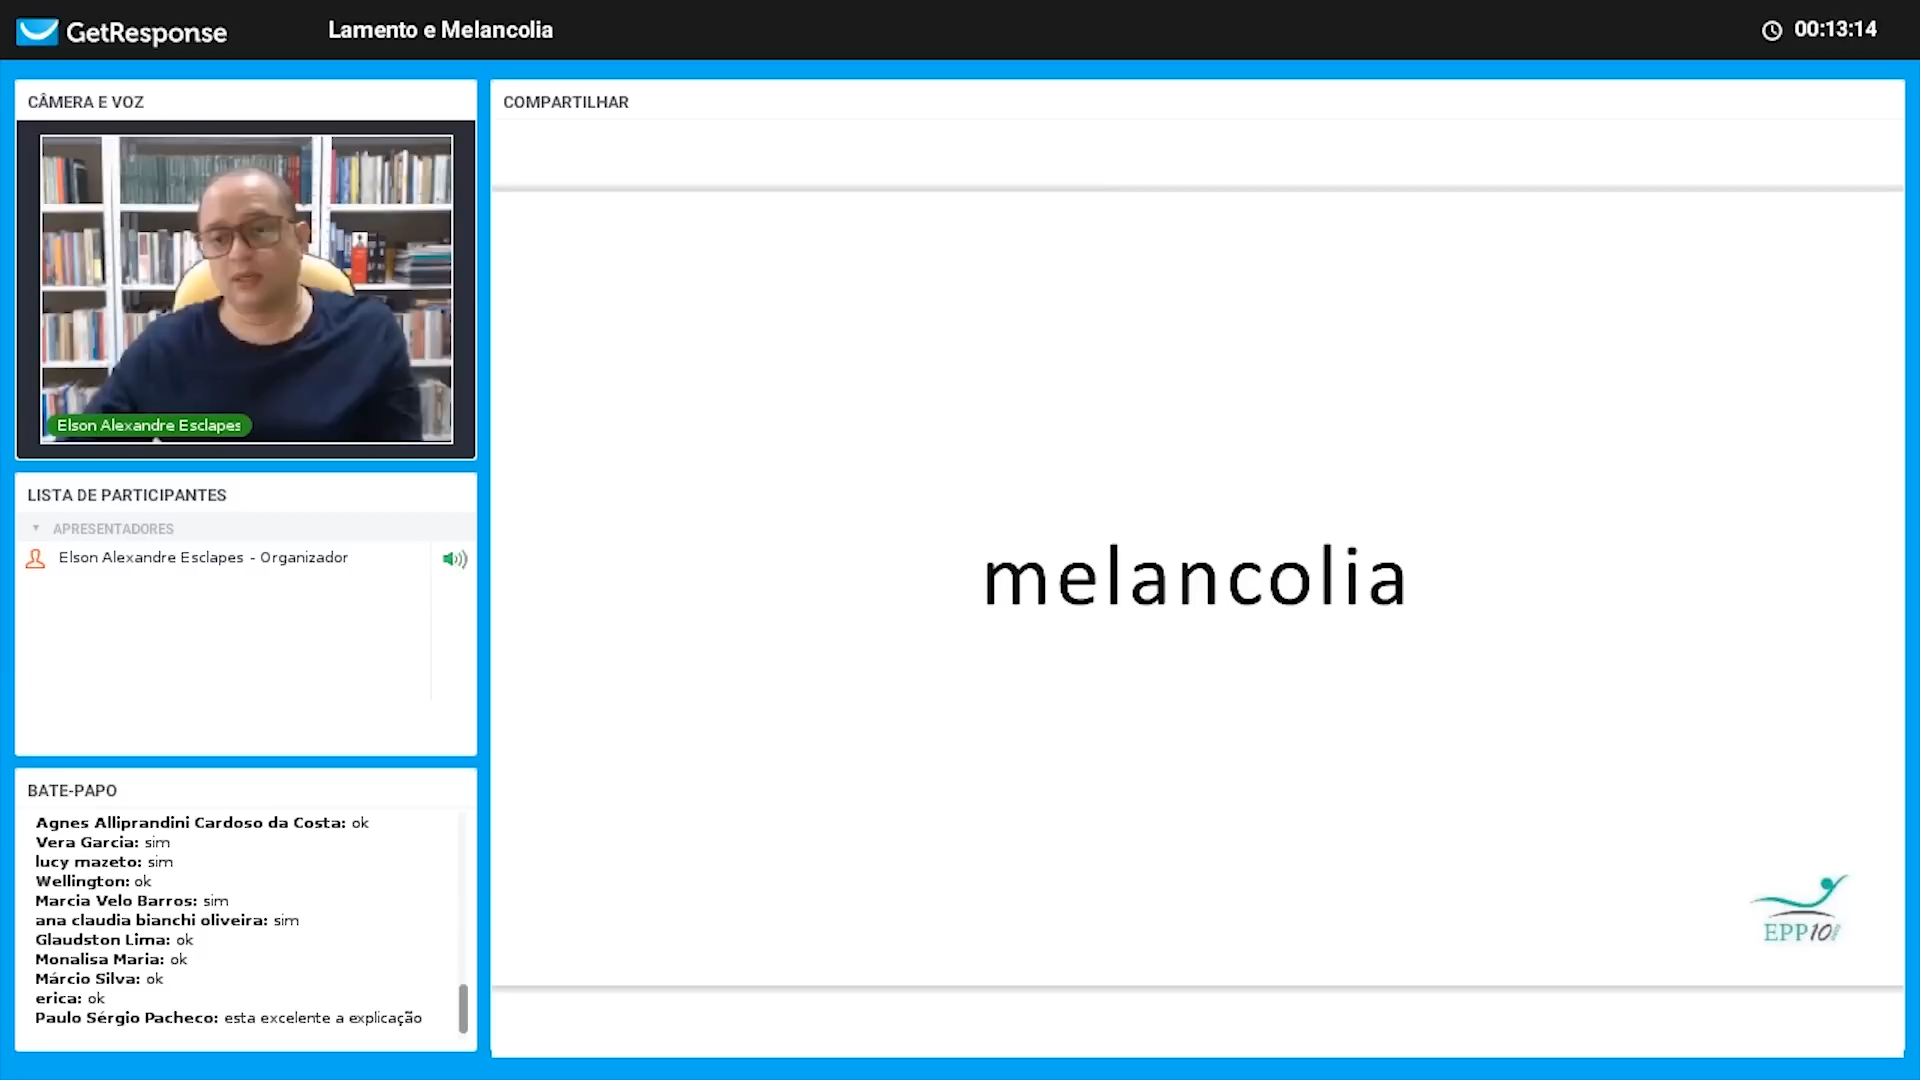 GetResponse
Lamento e Melancolia
00:13:14
CÂMERA E VOZ
Elson Alexandre Esclapes
LISTA DE PARTICIPANTES
APRESENTADORES
Elson Alexandre Esclapes - Organizador
BATE-PAPO
Agnes Alliprandini Cardoso da Costa: ok
Vera Garcia: sim
lucy mazeto: sim
Wellington: ok
Marcia Velo Barros: sim
ana claudia bianchi oliveira: sim
Glaudston Lima: ok
Monalisa Maria: ok
Márcio Silva: ok
erica: ok
Paulo Sérgio Pacheco: esta excelente a explicação
COMPARTILHAR
melancolia
EPP10